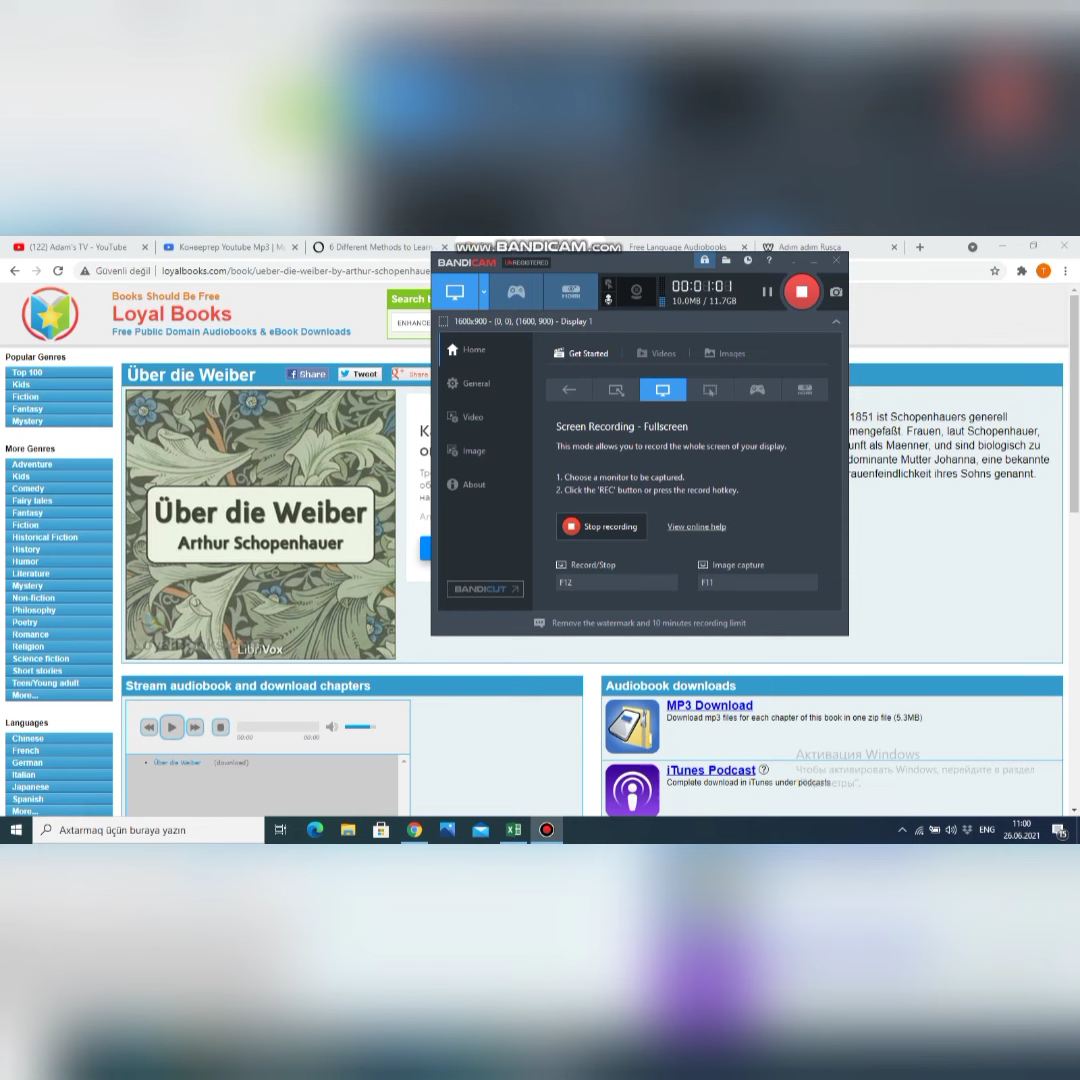 (122) Adam's TV - YouTube
Конвертер Youtube Mp3 | M
6 Different Methods to Learn
www.BANDICAM.com
Free Language Audiobooks
Adım adım Rusça
Güvenli değil
loyalbooks.com/book/ueber-die-weiber-by-arthur-schopenhaue
T
Books Should Be Free
Loyal Books
Free Public Domain Audiobooks & eBook Downloads
Search
ENHANCE
Popular Genres
Top 100
Kids
Fiction
Fantasy
Mystery
More Genres
Adventure
Kids
Comedy
Fairy tales
Fantasy
Fiction
Historical Fiction
History
Humor
Literature
Mystery
Non-fiction
Philosophy
Poetry
Romance
Religion
Science fiction
Short stories
Teen/Young adult
More...
Languages
Chinese
French
German
Italian
Japanese
Spanish
More...
Über die Weiber
Share
Tweet
Share
Über die Weiber
Arthur Schopenhauer
LibriVox
BANDICAM UNREGISTERED
00:01:01
10.0MB / 11.7GB
1600x900 - (0, 0), (1600, 900) - Display 1
Home
General
Video
Image
About
BANDICUT
Get Started
Videos
Images
Screen Recording - Fullscreen
This mode allows you to record the whole screen of your display.
1. Choose a monitor to be captured.
2. Click the 'REC' button or press the record hotkey.
Stop recording
View online help
Record/Stop
F12
Image capture
F11
Remove the watermark and 10 minutes recording limit
1851 ist Schopenhauers generell
mengefaßt. Frauen, laut Schopenhauer,
unft als Maenner, und sind biologisch zu
dominante Mutter Johanna, eine bekannte
rauenfeindlichkeit ihres Sohns genannt.
Stream audiobook and download chapters
00:00
00:00
Über die Weiber
(download)
Audiobook downloads
MP3 Download
Download mp3 files for each chapter of this book in one zip file (5.3MB)
iTunes Podcast
Complete download in iTunes under podcasts
Активация Windows
Чтобы активировать Windows, перейдите в раздел
Axtarmaq üçün buraya yazın
ENG
11:00
26.06.2021
15